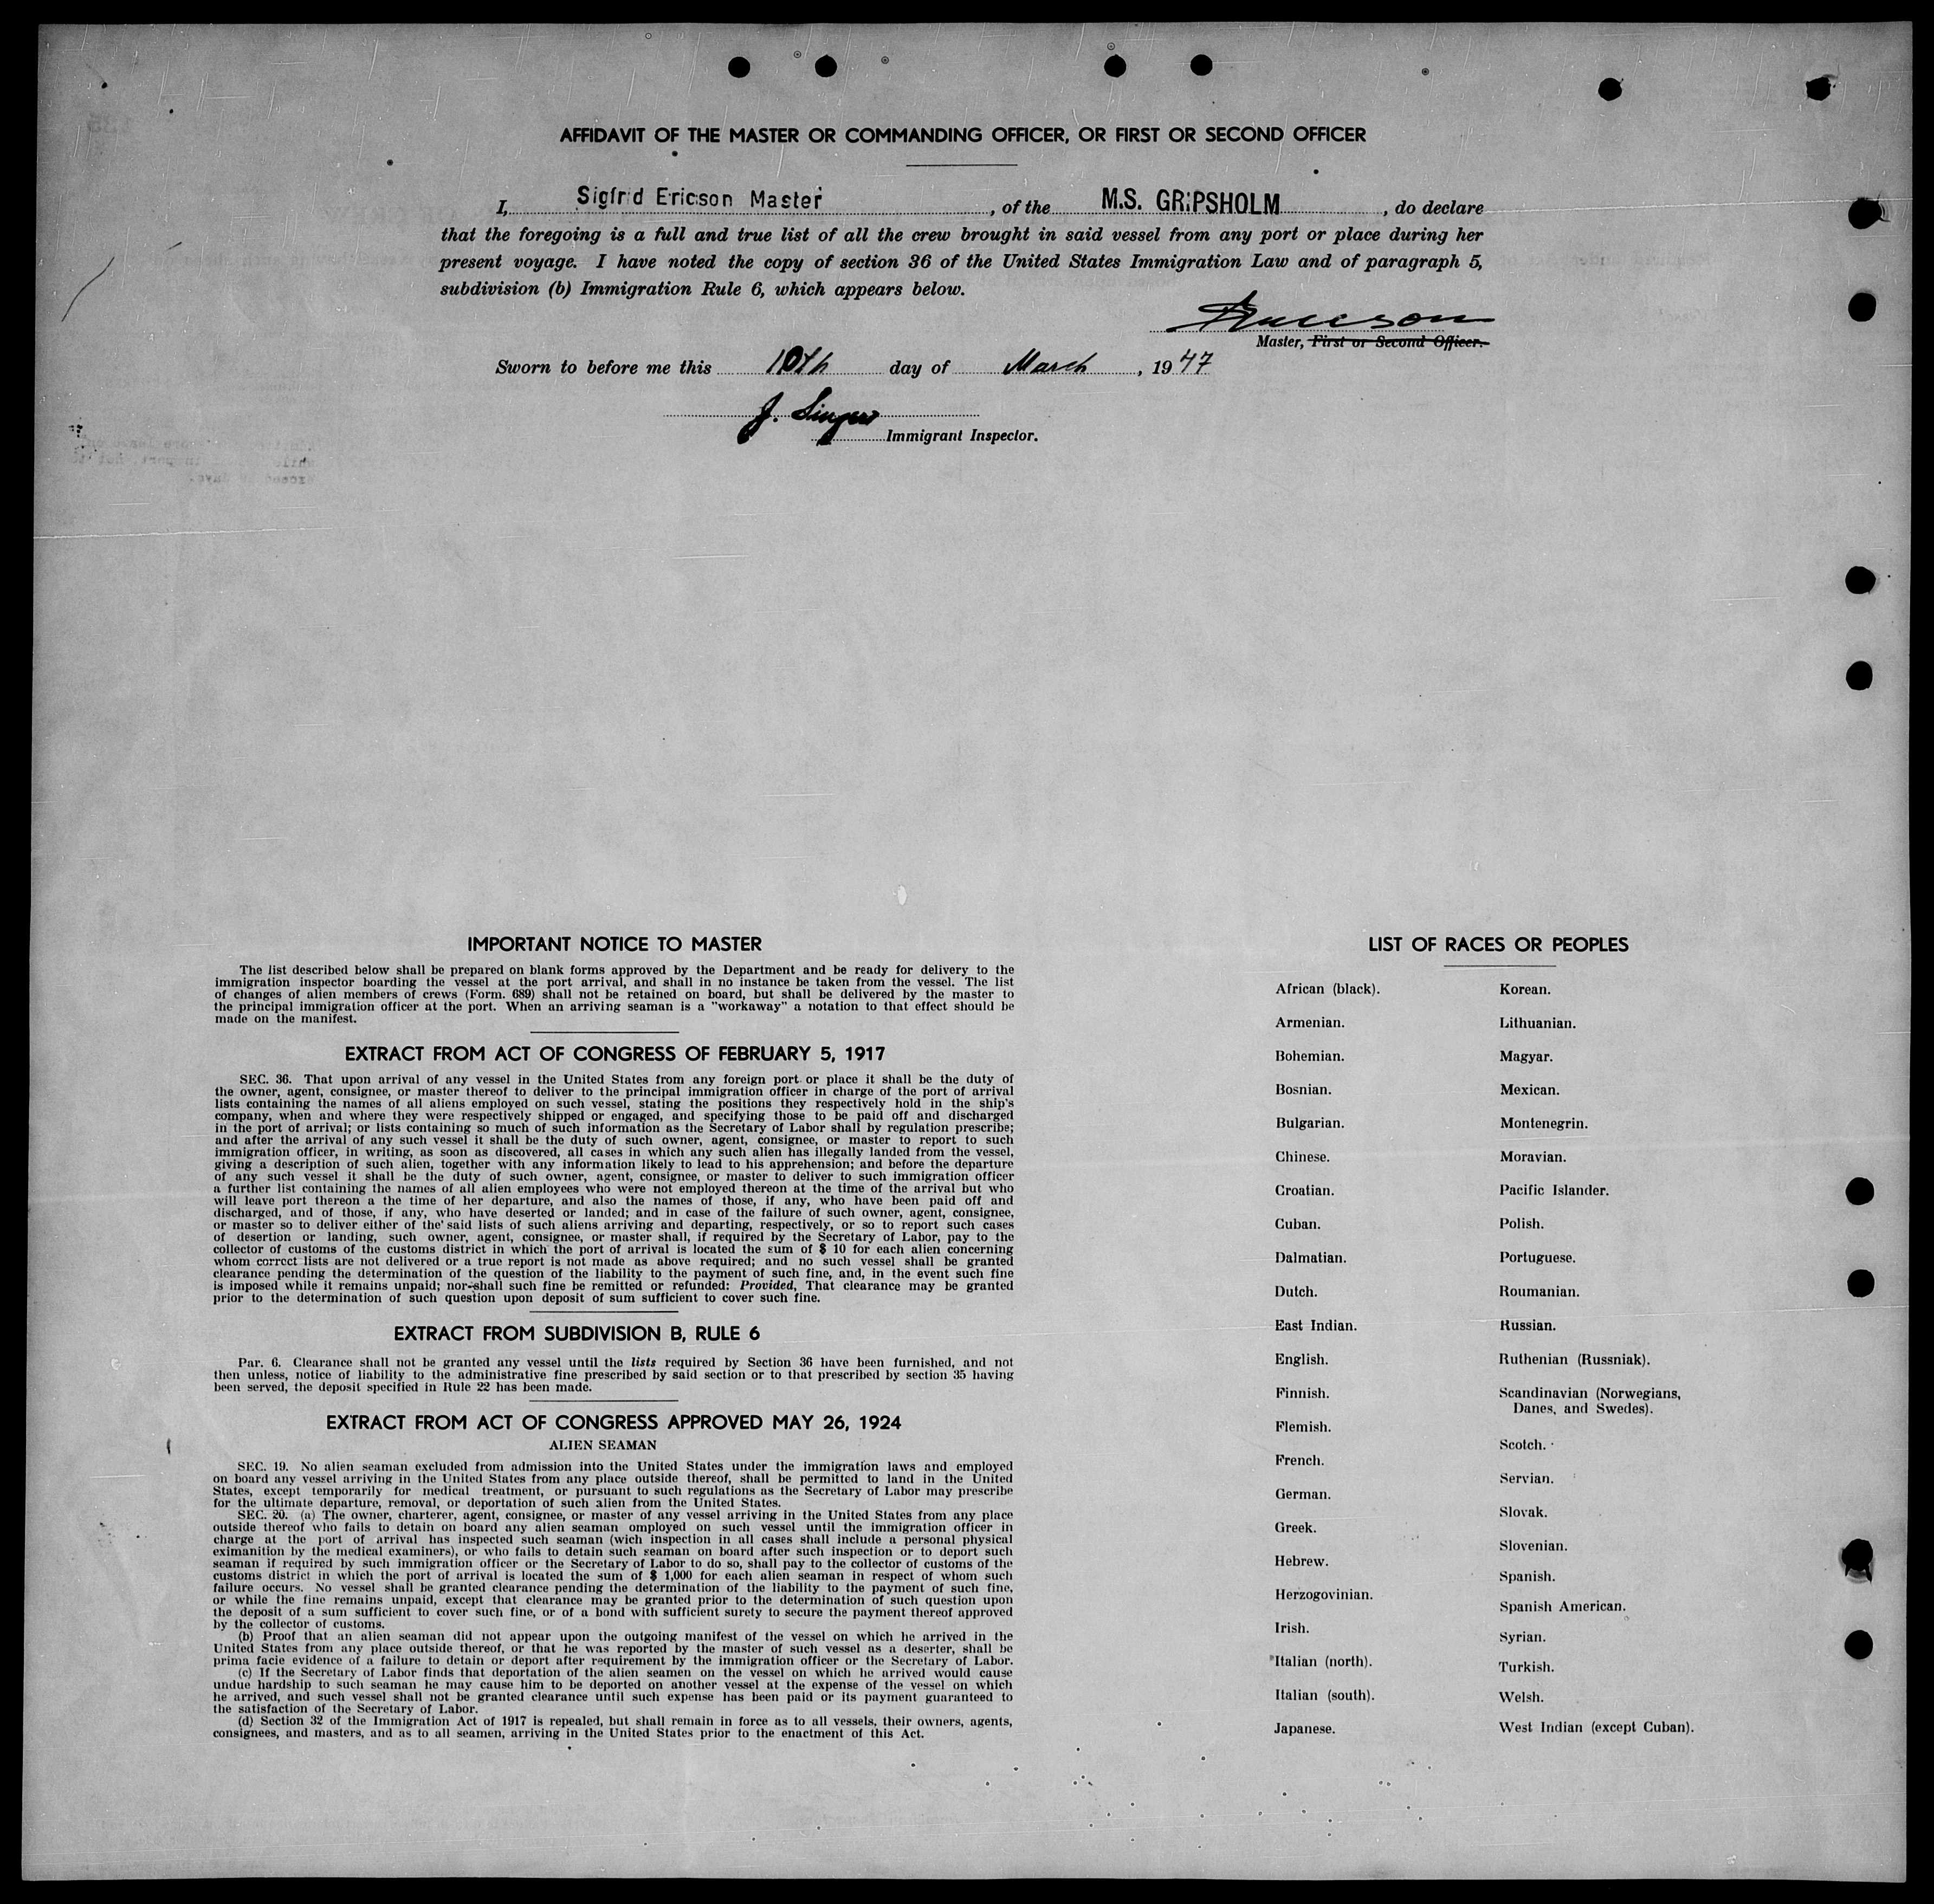 AFFIDAVIT OF THE MASTER OR COMMANDING OFFICER, OR FIRST OR SECOND OFFICER
I, Sigfrid Ericson Master, of the M.S. GRIPSHOLM, do declare
that the foregoing is a full and true list of all the crew brought in said vessel from any port or place during her
present voyage. I have noted the copy of section 36 of the United States Immigration Law and of paragraph 5,
subdivision (b) Immigration Rule 6, which appears below.
Ericson
Master, First or Second Officer.
Sworn to before me this 10th day of March, 1947
J. Singer
Immigrant Inspector.
IMPORTANT NOTICE TO MASTER
The list described below shall be prepared on blank forms approved by the Department and be ready for delivery to the
immigration inspector boarding the vessel at the port arrival, and shall in no instance be taken from the vessel. The list
of changes of alien members of crews (Form. 689) shall not be retained on board, but shall be delivered by the master to
the principal immigration officer at the port. When an arriving seaman is a "workaway" a notation to that effect should be
made on the manifest.
EXTRACT FROM ACT OF CONGRESS OF FEBRUARY 5, 1917
SEC. 36. That upon arrival of any vessel in the United States from any foreign port or place it shall be the duty of
the owner, agent, consignee, or master thereof to deliver to the principal immigration officer in charge of the port of arrival
lists containing the names of all aliens employed on such vessel, stating the positions they respectively hold in the ship's
company, when and where they were respectively shipped or engaged, and specifying those to be paid off and discharged
in the port of arrival; or lists containing so much of such information as the Secretary of Labor shall by regulation prescribe;
and after the arrival of any such vessel it shall be the duty of such owner, agent, consignee, or master to report to such
immigration officer, in writing, as soon as discovered, all cases in which any such alien has illegally landed from the vessel,
giving a description of such alien, together with any information likely to lead to his apprehension; and before the departure
of any such vessel it shall be the duty of such owner, agent, consignee, or master to deliver to such immigration officer
a further list containing the names of all alien employees who were not employed thereon at the time of the arrival but who
will leave port thereon a the time of her departure, and also the names of those, if any, who have been paid off and
discharged, and of those, if any, who have deserted or landed; and in case of the failure of such owner, agent, consignee,
or master so to deliver either of the said lists of such aliens arriving and departing, respectively, or so to report such cases
of desertion or landing, such owner, agent, consignee, or master shall, if required by the Secretary of Labor, pay to the
collector of customs of the customs district in which the port of arrival is located the sum of $ 10 for each alien concerning
whom correct lists are not delivered or a true report is not made as above required; and no such vessel shall be granted
clearance pending the determination of the question of the liability to the payment of such fine, and, in the event such fine
is imposed while it remains unpaid; nor shall such fine be remitted or refunded: Provided, That clearance may be granted
prior to the determination of such question upon deposit of sum sufficient to cover such fine.
EXTRACT FROM SUBDIVISION B, RULE 6
Par. 6. Clearance shall not be granted any vessel until the lists required by Section 36 have been furnished, and not
then unless, notice of liability to the administrative fine prescribed by said section or to that prescribed by section 35 having
been served, the deposit specified in Rule 22 has been made.
EXTRACT FROM ACT OF CONGRESS APPROVED MAY 26, 1924
ALIEN SEAMAN
SEC. 19. No alien seaman excluded from admission into the United States under the immigration laws and employed
on board any vessel arriving in the United States from any place outside thereof, shall be permitted to land in the United
States, except temporarily for medical treatment, or pursuant to such regulations as the Secretary of Labor may prescribe
for the ultimate departure, removal, or deportation of such alien from the United States.
SEC. 20. (a) The owner, charterer, agent, consignee, or master of any vessel arriving in the United States from any place
outside thereof who fails to detain on board any alien seaman omployed on such vessel until the immigration officer in
charge at the port of arrival has inspected such seaman (wich inspection in all cases shall include a personal physical
eximanition by the medical examiners), or who fails to detain such seaman on board after such inspection or to deport such
seaman if required by such immigration officer or the Secretary of Labor to do so, shall pay to the collector of customs of the
customs district in which the port of arrival is located the sum of $ 1,000 for each alien seaman in respect of whom such
failure occurs. No vessel shall be granted clearance pending the determination of the liability to the payment of such fine,
or while the fine remains unpaid, except that clearance may be granted prior to the determination of such question upon
the deposit of a sum sufficient to cover such fine, or of a bond with sufficient surety to secure the payment thereof approved
by the collector of customs.
(b) Proof that an alien seaman did not appear upon the outgoing manifest of the vessel on which he arrived in the
United States from any place outside thereof, or that he was reported by the master of such vessel as a deserter, shall be
prima facie evidence of a failure to detain or deport after requirement by the immigration officer or the Secretary of Labor.
(c) If the Secretary of Labor finds that deportation of the alien seamen on the vessel on which he arrived would cause
undue hardship to such seaman he may cause him to be deported on another vessel at the expense of the vessel on which
he arrived, and such vessel shall not be granted clearance until such expense has been paid or its payment guaranteed to
the satisfaction of the Secretary of Labor.
(d) Section 32 of the Immigration Act of 1917 is repealed, but shall remain in force as to all vessels, their owners, agents,
consignees, and masters, and as to all seamen, arriving in the United States prior to the enactment of this Act.
LIST OF RACES OR PEOPLES
African (black).
Armenian.
Bohemian.
Bosnian.
Bulgarian.
Chinese.
Croatian.
Cuban.
Dalmatian.
Dutch.
East Indian.
English.
Finnish.
Flemish.
French.
German.
Greek.
Hebrew.
Herzogovinian.
Irish.
Italian (north).
Italian (south).
Japanese.
Korean.
Lithuanian.
Magyar.
Mexican.
Montenegrin.
Moravian.
Pacific Islander.
Polish.
Portuguese.
Roumanian.
Russian.
Ruthenian (Russniak).
Scandinavian (Norwegians,
Danes, and Swedes).
Scotch.
Servian.
Slovak.
Slovenian.
Spanish.
Spanish American.
Syrian.
Turkish.
Welsh.
West Indian (except Cuban).